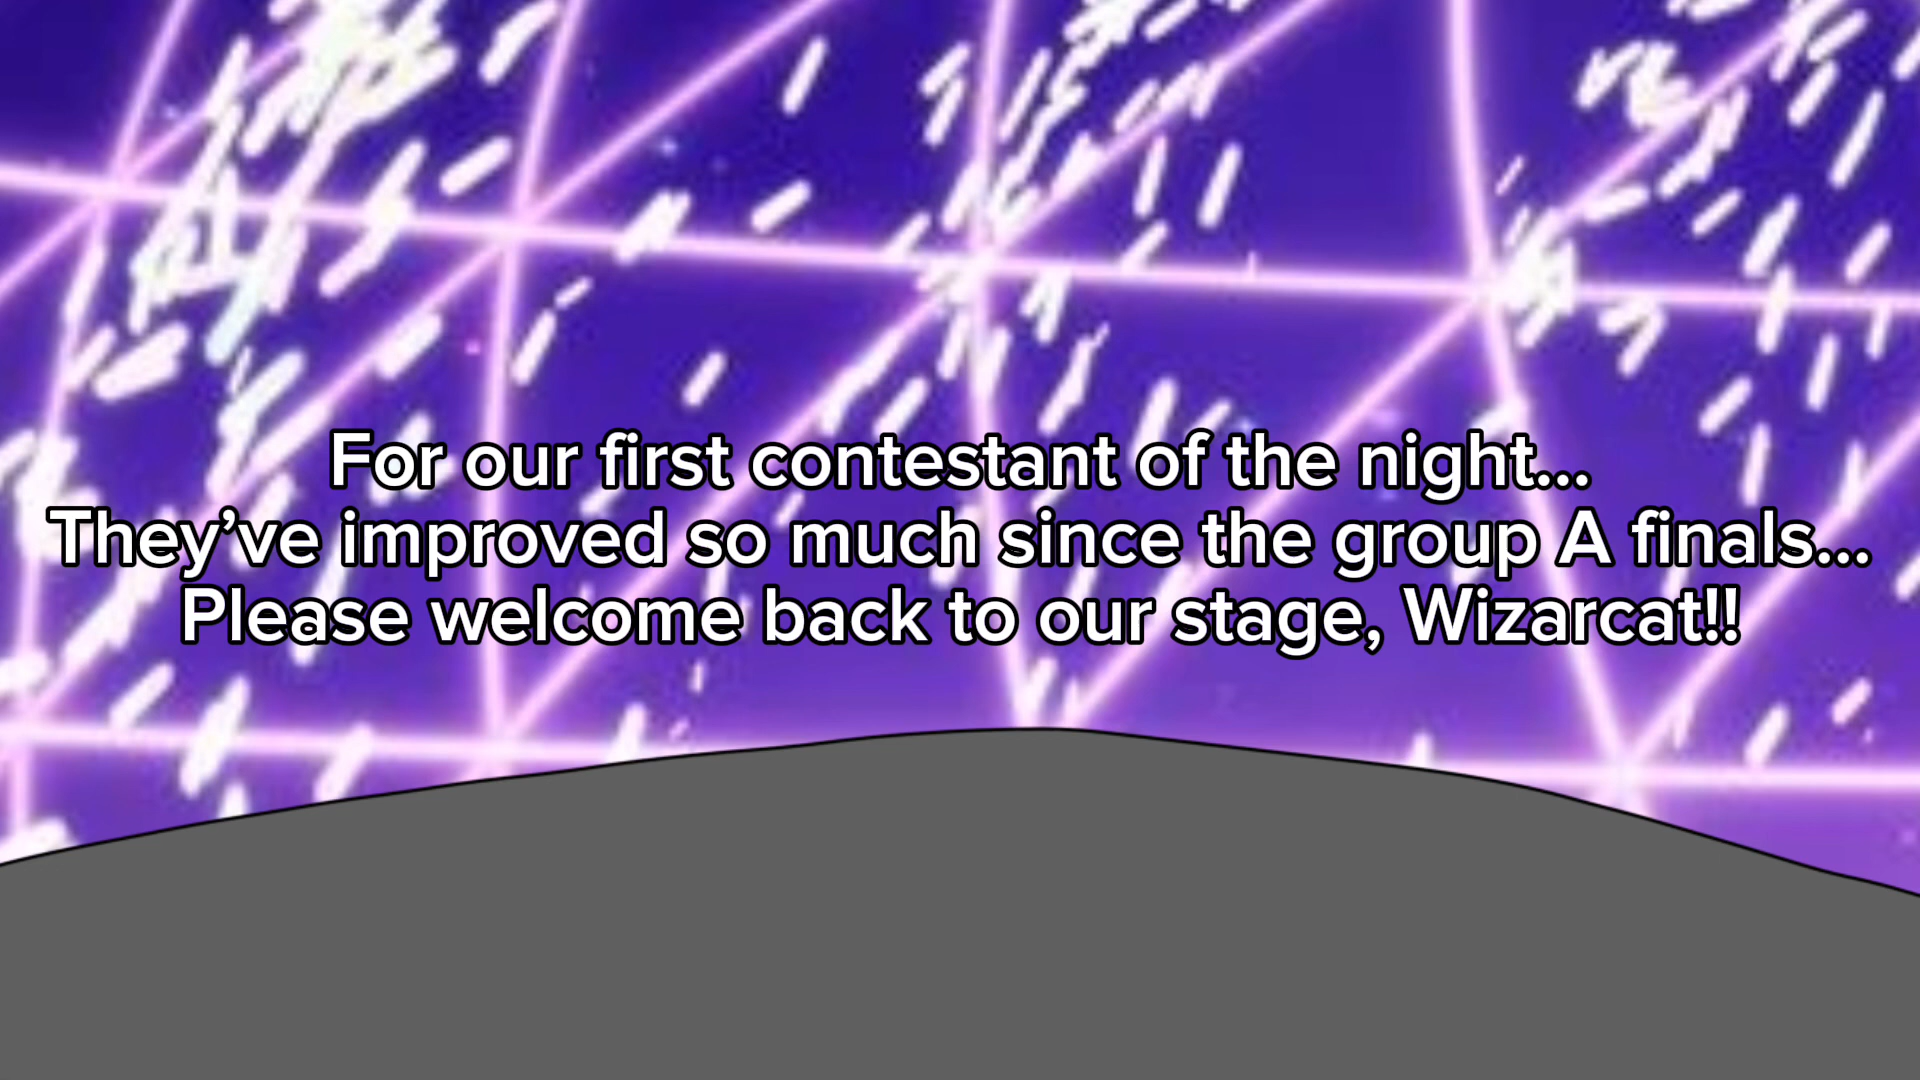 For our first contestant of the night...
They’ve improved so much since the group A finals...
Please welcome back to our stage, Wizarcat!!